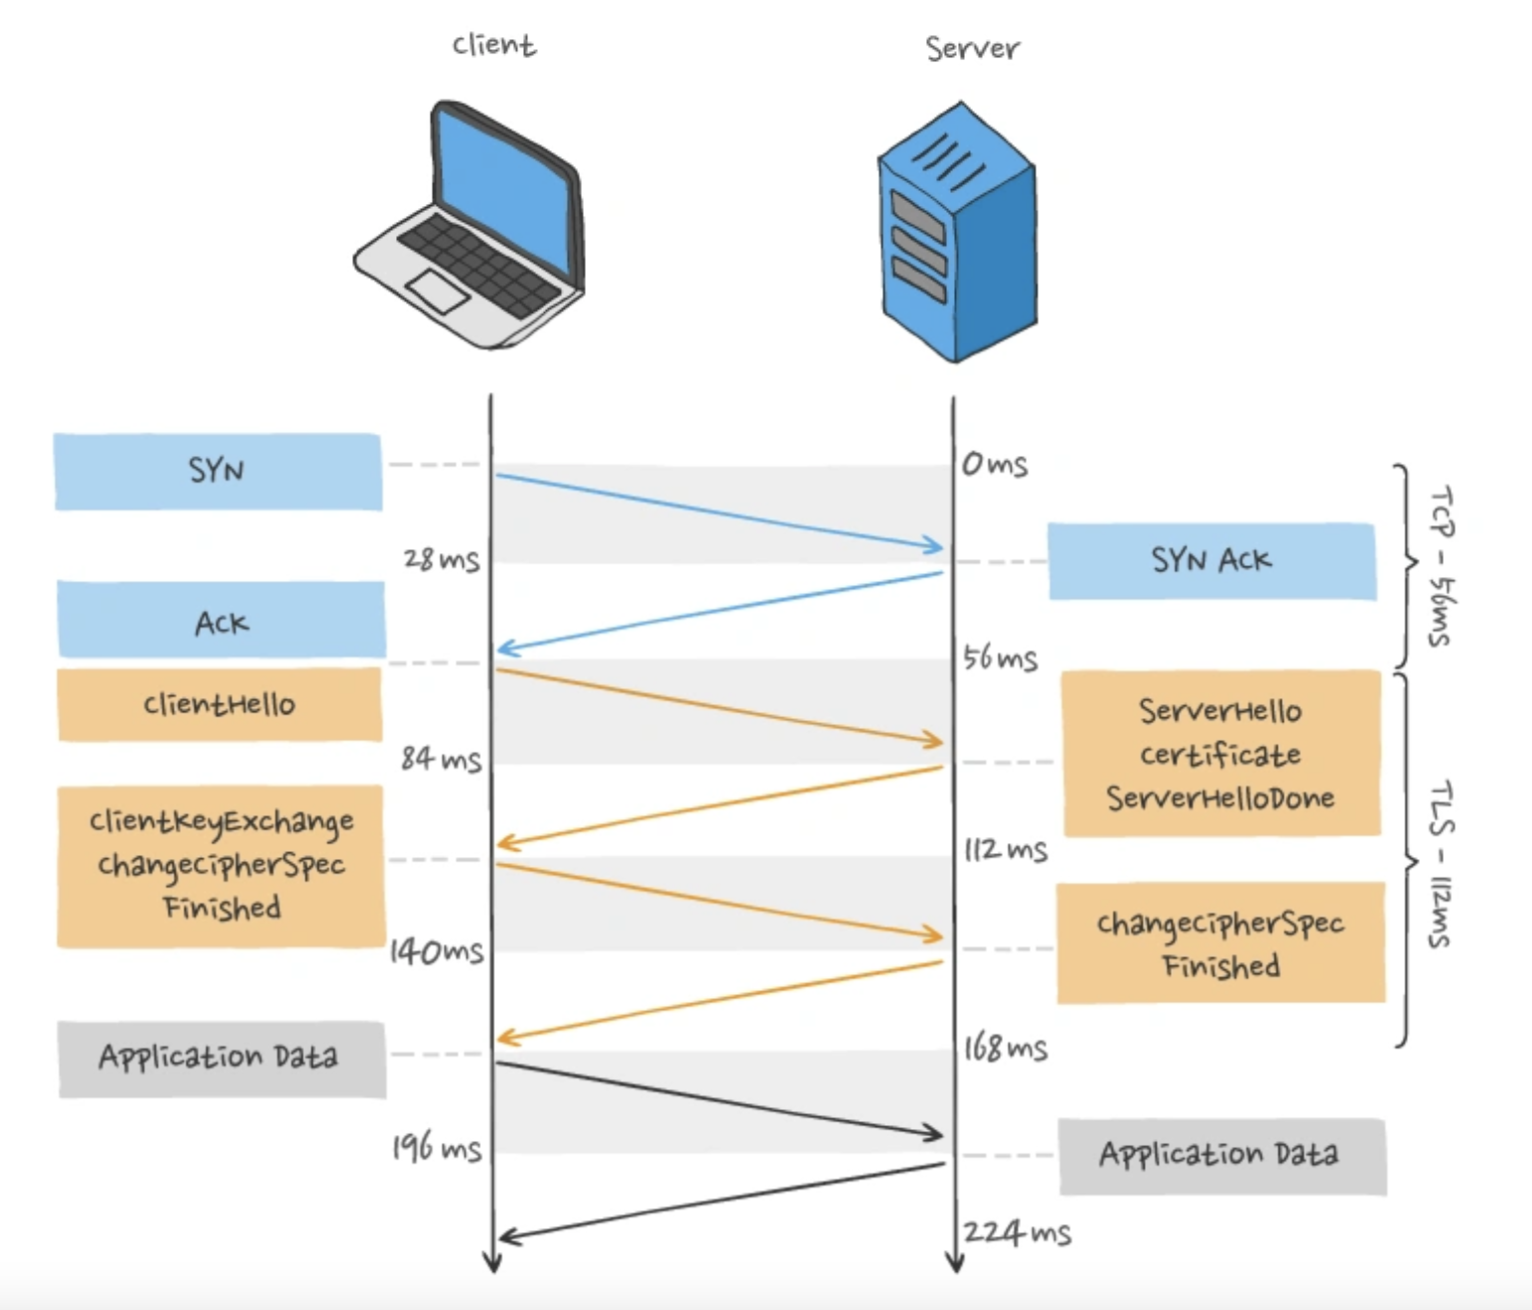 Client
Server
SYN
0ms
28ms
SYN Ack
TCP - 56ms
Ack
56ms
ClientHello
84ms
ServerHello
Certificate
ServerHelloDone
ClientKeyExchange
ChangeCipherSpec
Finished
112ms
TLS - 112ms
140ms
ChangeCipherSpec
Finished
Application Data
168ms
196ms
Application Data
224ms